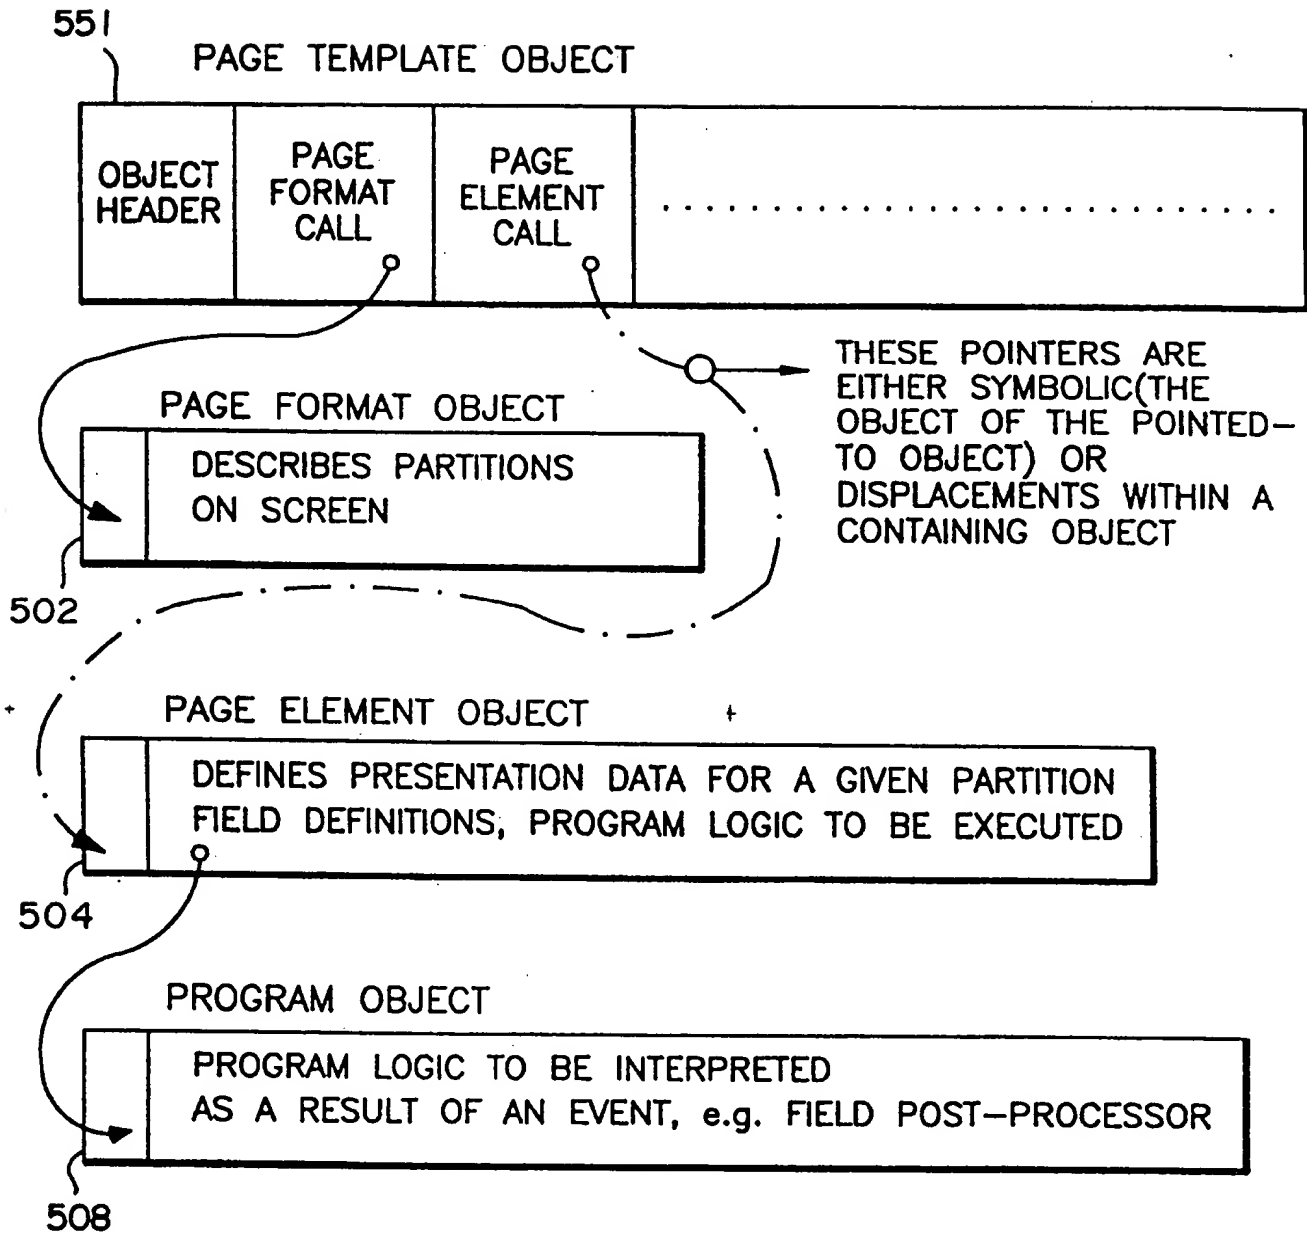 551
PAGE TEMPLATE OBJECT
OBJECT
HEADER
PAGE
FORMAT
CALL
PAGE
ELEMENT
CALL
. . . . . . . . . . . . . . . . . . . . . . . . . . . . .
THESE POINTERS ARE
EITHER SYMBOLIC(THE
OBJECT OF THE POINTED-
TO OBJECT) OR
DISPLACEMENTS WITHIN A
CONTAINING OBJECT
PAGE FORMAT OBJECT
DESCRIBES PARTITIONS
ON SCREEN
502
PAGE ELEMENT OBJECT
DEFINES PRESENTATION DATA FOR A GIVEN PARTITION
FIELD DEFINITIONS, PROGRAM LOGIC TO BE EXECUTED
504
PROGRAM OBJECT
PROGRAM LOGIC TO BE INTERPRETED
AS A RESULT OF AN EVENT, e.g. FIELD POST-PROCESSOR
508